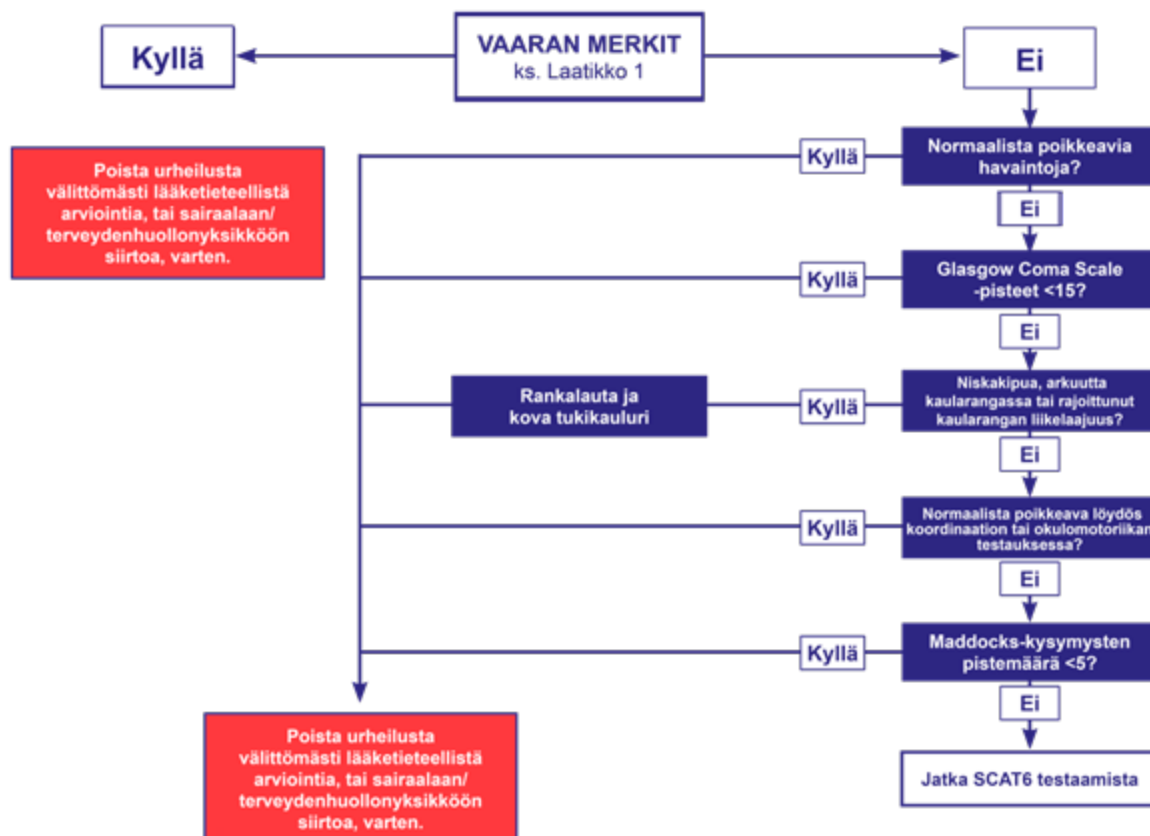 VAARAN MERKIT
ks. Laatikko 1
Kyllä
Ei
Poista urheilusta
välittömästi lääketieteellistä
arviointia, tai sairaalaan/
terveydenhuollonyksikköön
siirtoa, varten.
Kyllä
Normaalista poikkeavia
havaintoja?
Ei
Kyllä
Glasgow Coma Scale
-pisteet <15?
Ei
Rankalauta ja
kova tukikauluri
Kyllä
Niskakipua, arkuutta
kaularangassa tai rajoittunut
kaularangan liikelaajuus?
Ei
Kyllä
Normaalista poikkeava löydös
koordinaation tai okulomotoriikan
testauksessa?
Ei
Kyllä
Maddocks-kysymysten
pistemäärä <5?
Ei
Poista urheilusta
välittömästi lääketieteellistä
arviointia, tai sairaalaan/
terveydenhuollonyksikköön
siirtoa, varten.
Jatka SCAT6 testaamista